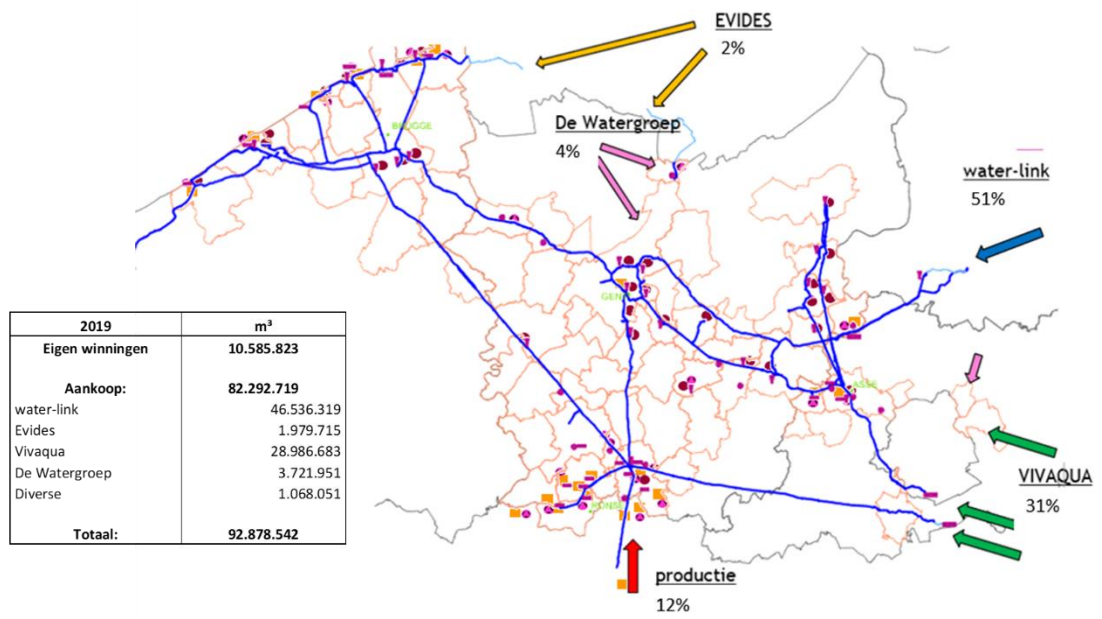 EVIDES
2%
BRUGGE
De Watergroep
4%
water-link
51%
GENT
ASSE
VIVAQUA
31%
RONSE
productie
12%
2019 m³
Eigen winningen 10.585.823
Aankoop: 82.292.719
water-link 46.536.319
Evides 1.979.715
Vivaqua 28.986.683
De Watergroep 3.721.951
Diverse 1.068.051
Totaal: 92.878.542